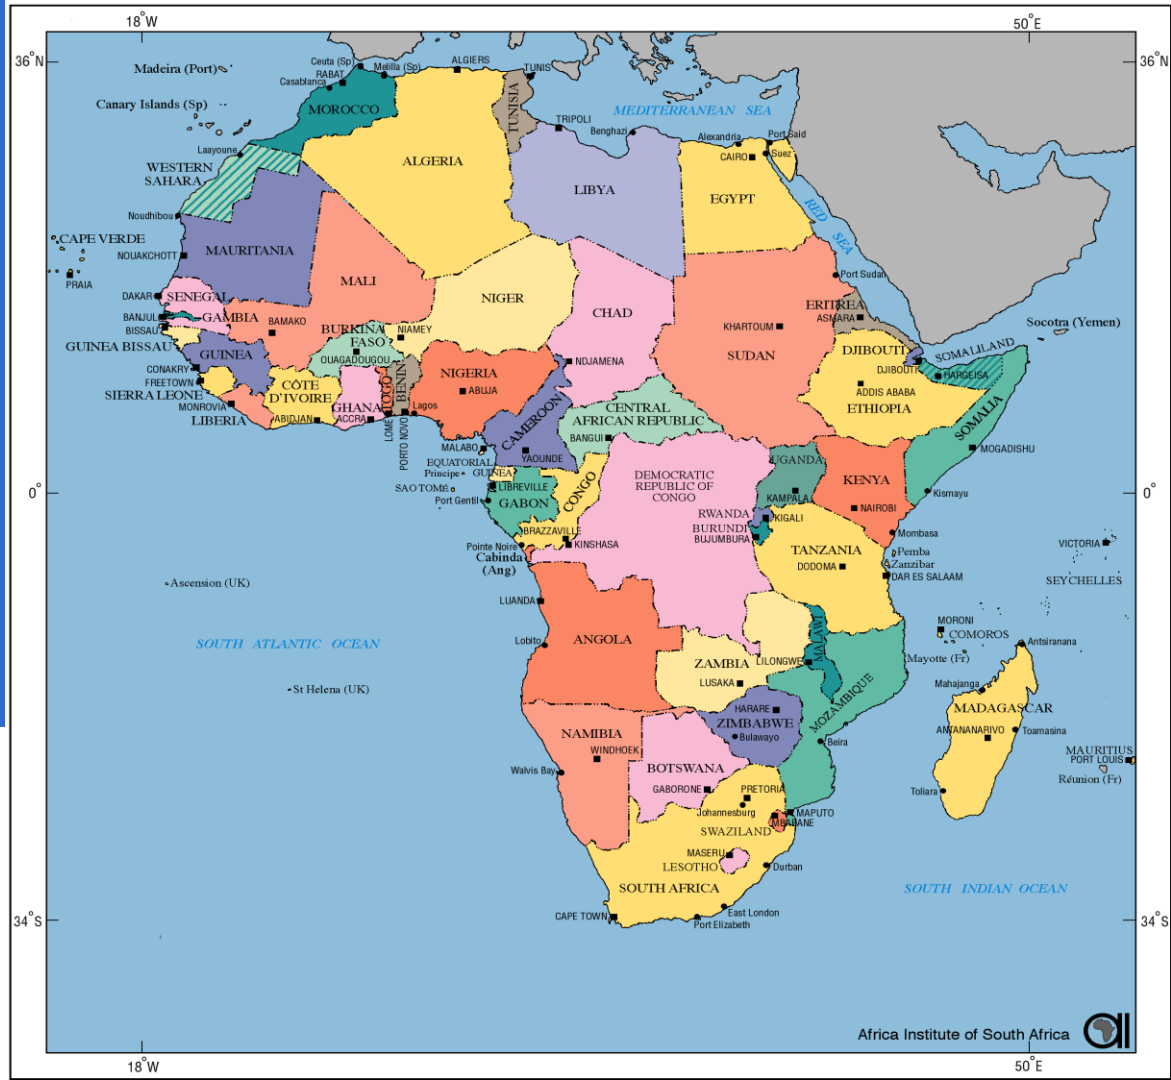 18°W
50°E
36°N
36°N
Madeira (Port)
Ceuta (Sp)
Melilla (Sp)
ALGIERS
TUNIS
RABAT
Casablanca
Canary Islands (Sp)
MOROCCO
TUNISIA
MEDITERRANEAN SEA
TRIPOLI
Benghazi
Alexandria
Port Said
CAIRO
Suez
Laayoune
WESTERN
SAHARA
ALGERIA
LIBYA
EGYPT
RED SEA
Noudhibou
CAPE VERDE
PRAIA
NOUAKCHOTT
MAURITANIA
MALI
NIGER
CHAD
Port Sudan
DAKAR
SENEGAL
BANJUL
GAMBIA
BISSAU
GUINEA BISSAU
BAMAKO
BURKINA
FASO
OUAGADOUGOU
NIAMEY
KHARTOUM
SUDAN
ERITREA
ASMARA
Socotra (Yemen)
GUINEA
CONAKRY
FREETOWN
SIERRA LEONE
MONROVIA
LIBERIA
CÔTE
D'IVOIRE
ABIDJAN
GHANA
ACCRA
TOGO
BENIN
LOME
PORTO NOVO
Lagos
NIGERIA
ABUJA
NDJAMENA
DJIBOUTI
DJIBOUTI
SOMALILAND
HARGEISA
ADDIS ABABA
ETHIOPIA
SOMALIA
MOGADISHU
CAMEROON
YAOUNDE
CENTRAL
AFRICAN REPUBLIC
BANGUI
MALABO
EQUATORIAL
GUINEA
Principe
SAO TOMÉ
LIBREVILLE
Port Gentil
GABON
CONGO
BRAZZAVILLE
KINSHASA
Pointe Noire
Cabinda
(Ang)
DEMOCRATIC
REPUBLIC OF
CONGO
UGANDA
KAMPALA
KENYA
NAIROBI
Kismayu
0°
0°
RWANDA
KIGALI
BURUNDI
BUJUMBURA
Mombasa
TANZANIA
DODOMA
Pemba
Zanzibar
DAR ES SALAAM
VICTORIA
SEYCHELLES
Ascension (UK)
LUANDA
Lobito
ANGOLA
SOUTH ATLANTIC OCEAN
St Helena (UK)
ZAMBIA
LUSAKA
LILONGWE
MALAWI
MORONI
COMOROS
Mayotte (Fr)
Antsiranana
Mahajanga
MADAGASCAR
ANTANANARIVO
Toamasina
Toliara
MAURITIUS
PORT LOUIS
Réunion (Fr)
MOZAMBIQUE
HARARE
ZIMBABWE
Bulawayo
Beira
NAMIBIA
WINDHOEK
Walvis Bay
BOTSWANA
GABORONE
PRETORIA
Johannesburg
MAPUTO
MBABANE
SWAZILAND
MASERU
LESOTHO
Durban
SOUTH AFRICA
CAPE TOWN
East London
Port Elizabeth
SOUTH INDIAN OCEAN
34°S
34°S
Africa Institute of South Africa
ai
18°W
50°E